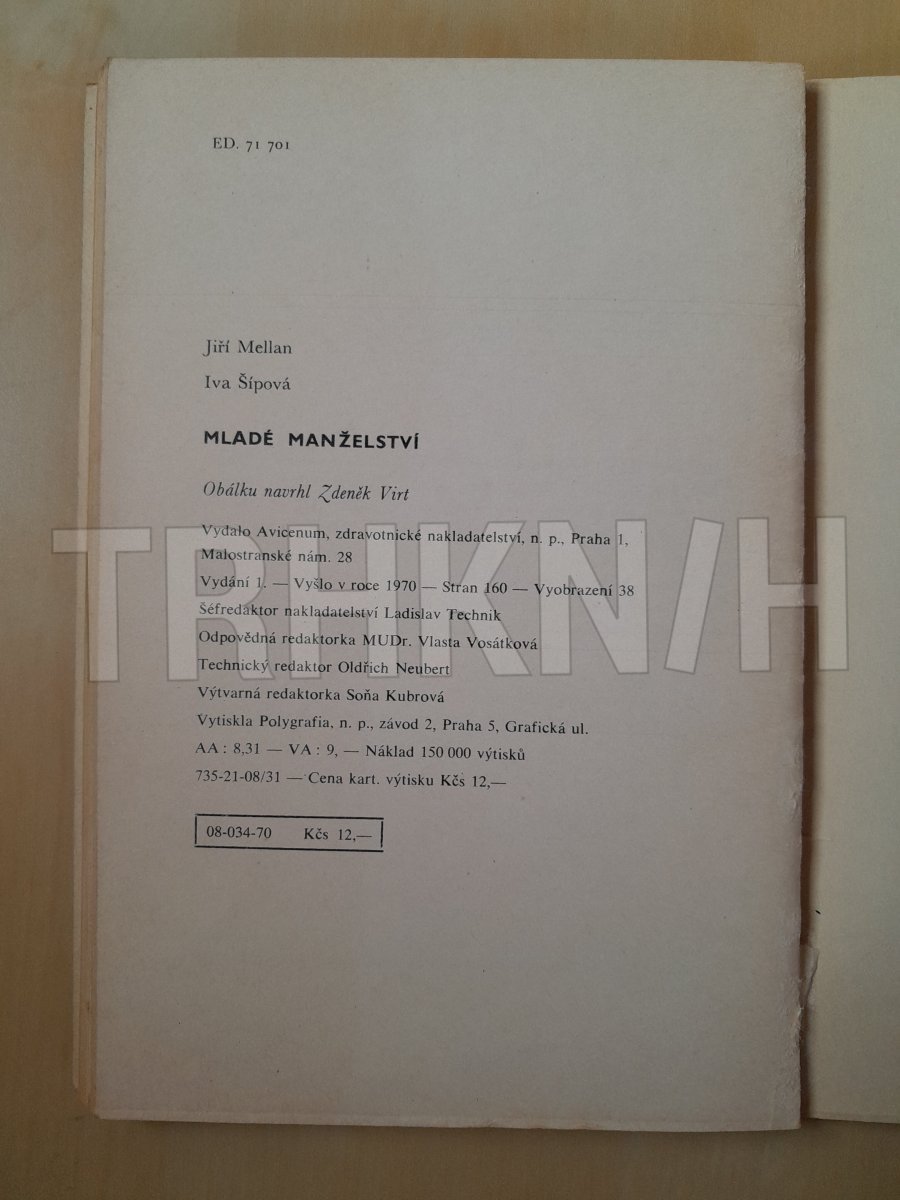 ED. 71 701
Jiří Mellan
Iva Šípová
MLADÉ MANŽELSTVÍ
Obálku navrhl Zdeněk Virt
Vydalo Avicenum, zdravotnické nakladatelství, n. p., Praha 1,
Malostranské nám. 28
Vydání 1. — Vyšlo v roce 1970 — Stran 160 — Vyobrazení 38
Šéfredaktor nakladatelství Ladislav Technik
Odpovědná redaktorka MUDr. Vlasta Vosátková
Technický redaktor Oldřich Neubert
Výtvarná redaktorka Soňa Kubrová
Vytiskla Polygrafia, n. p., závod 2, Praha 5, Grafická ul.
AA : 8,31 — VA : 9, — Náklad 150 000 výtisků
735-21-08/31 — Cena kart. výtisku Kčs 12,—
08-034-70 Kčs 12,—
TRHKN/H